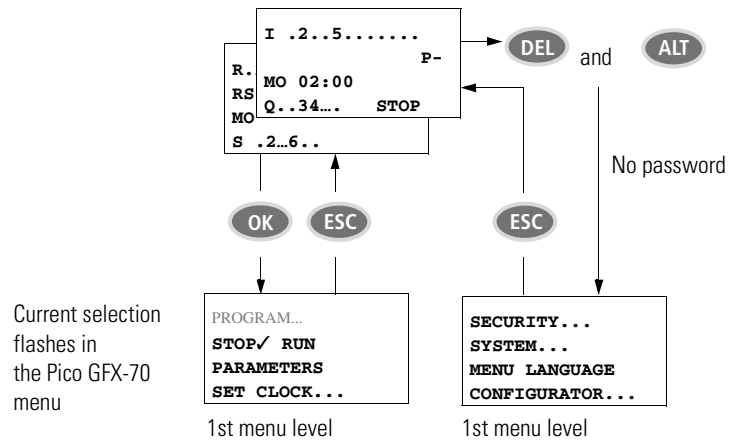 I .2..5.......
P-
MO 02:00
Q..34…. STOP
R..
RS
MO
S .2…6..
DEL and ALT
No password
OK ESC ESC
Current selection
flashes in
the Pico GFX-70
menu
PROGRAM...
STOP✓ RUN
PARAMETERS
SET CLOCK...
1st menu level
SECURITY...
SYSTEM...
MENU LANGUAGE
CONFIGURATOR...
1st menu level